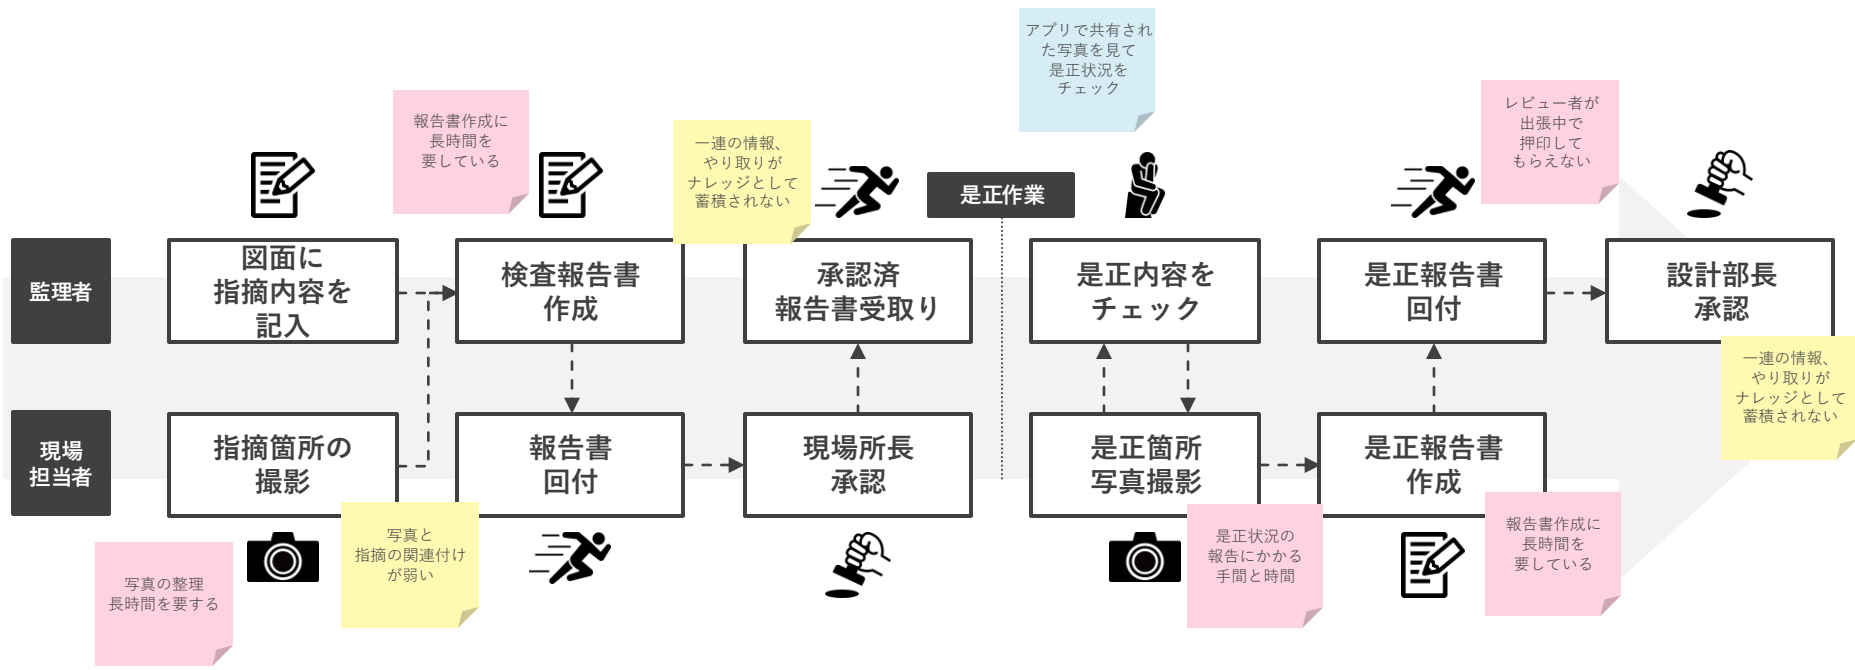 アプリで共有され
た写真を見て
是正状況を
チェック
レビュー者が
出張中で
押印して
もらえない
報告書作成に
長時間を
要している
一連の情報、
やり取りが
ナレッジとして
蓄積されない
是正作業
監理者
図面に
指摘内容を
記入
検査報告書
作成
承認済
報告書受取り
是正内容を
チェック
是正報告書
回付
設計部長
承認
一連の情報、
やり取りが
ナレッジとして
蓄積されない
現場
担当者
指摘箇所の
撮影
報告書
回付
現場所長
承認
是正箇所
写真撮影
是正報告書
作成
写真の整理
長時間を要する
写真と
指摘の関連付け
が弱い
是正状況の
報告にかかる
手間と時間
報告書作成に
長時間を
要している